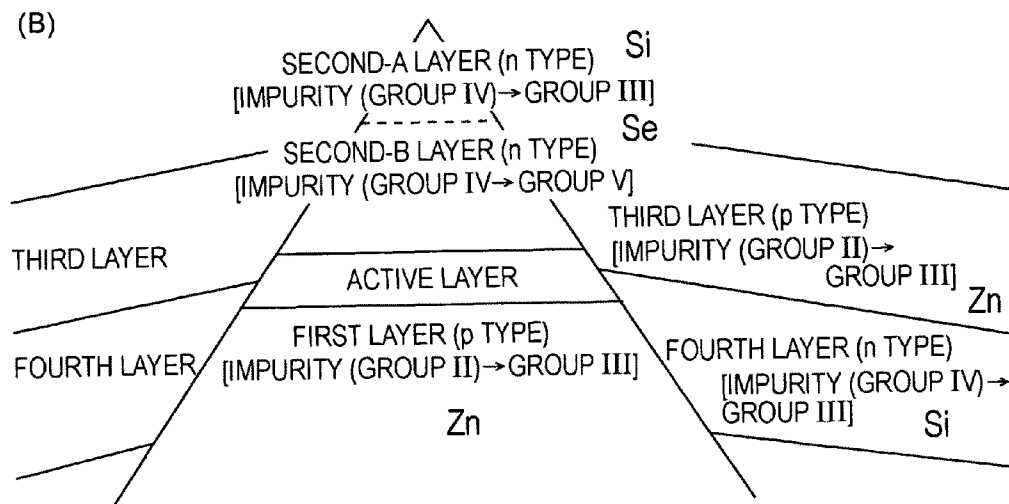 (B)
SECOND-A LAYER (n TYPE)
Si
[IMPURITY (GROUP IV)→GROUP III]
Se
SECOND-B LAYER (n TYPE)
[IMPURITY (GROUP IV→GROUP V]
THIRD LAYER
THIRD LAYER (p TYPE)
[IMPURITY (GROUP II)→
GROUP III]
Zn
ACTIVE LAYER
FIRST LAYER (p TYPE)
[IMPURITY (GROUP II)→GROUP III]
Zn
FOURTH LAYER
FOURTH LAYER (n TYPE)
[IMPURITY (GROUP IV)→
GROUP III]
Si